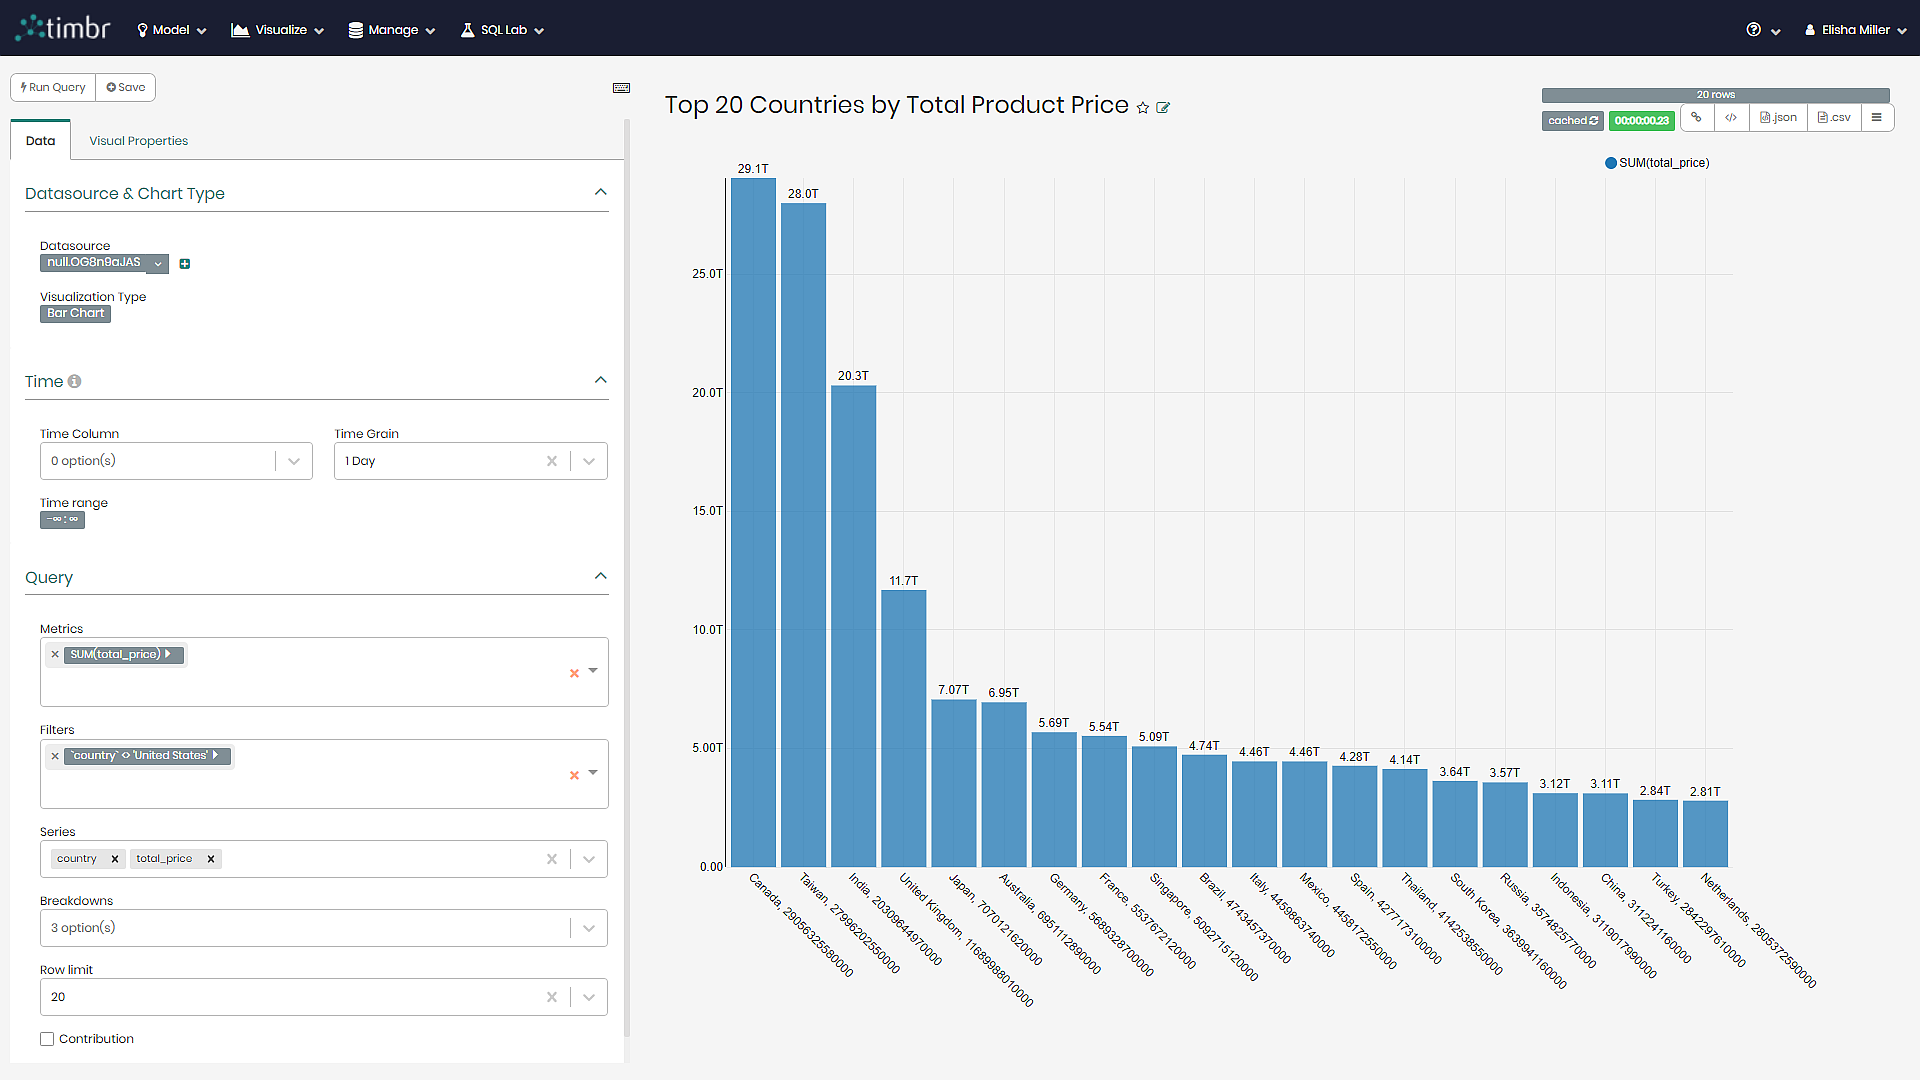 timbr Model Visualize Manage SQL Lab Elisha Miller
Run Query Save
Data Visual Properties
Datasource & Chart Type
Datasource
null.OG8n9aJAS
Visualization Type
Bar Chart
Time
Time Column Time Grain
0 option(s) 1 Day
Time range
-∞ : ∞
Query
Metrics
× SUM(total_price)
Filters
× `country` <> 'United States'
Series
country × total_price ×
Breakdowns
3 option(s)
Row limit
20
Contribution
Top 20 Countries by Total Product Price
20 rows
cached 00:00:00.23 </> .json .csv
SUM(total_price)
29.1T
28.0T
20.3T
11.7T
7.07T
6.95T
5.69T
5.54T
5.09T
4.74T
4.46T
4.46T
4.28T
4.14T
3.64T
3.57T
3.12T
3.11T
2.84T
2.81T
25.0T
20.0T
15.0T
10.0T
5.00T
0.00
Canada, 29056325580000
Taiwan, 27996202550000
India, 20309644970000
United Kingdom, 11689988010000
Japan, 7070121620000
Australia, 6951112890000
Germany, 5689328700000
France, 5537672120000
Singapore, 5092715120000
Brazil, 4743457370000
Italy, 4459863740000
Mexico, 4458172550000
Spain, 4277173100000
Thailand, 4142538550000
South Korea, 3639941160000
Russia, 3574825770000
Indonesia, 3119017990000
China, 3112241160000
Turkey, 2842297610000
Netherlands, 2805372590000